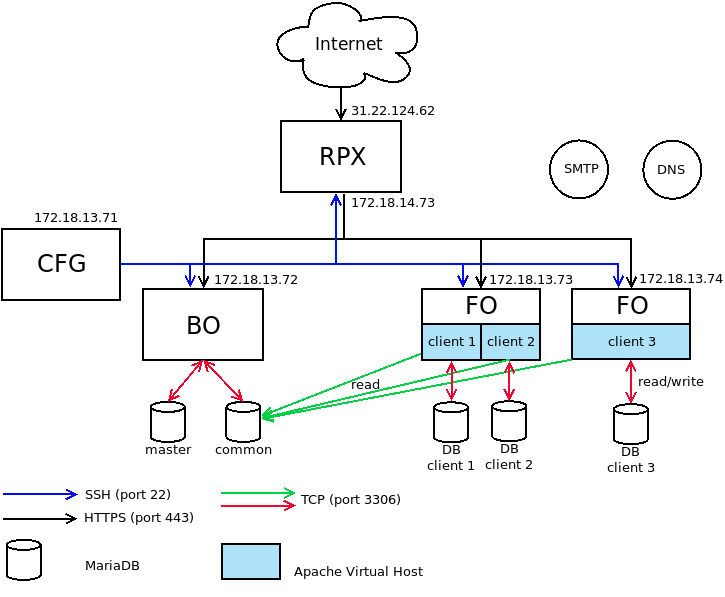 Internet
31.22.124.62
RPX
SMTP
DNS
172.18.14.73
172.18.13.71
CFG
172.18.13.72
172.18.13.73
172.18.13.74
BO
FO
FO
client 1
client 2
client 3
read
read/write
master
common
DB
client 1
DB
client 2
DB
client 3
SSH (port 22)
HTTPS (port 443)
TCP (port 3306)
MariaDB
Apache Virtual Host